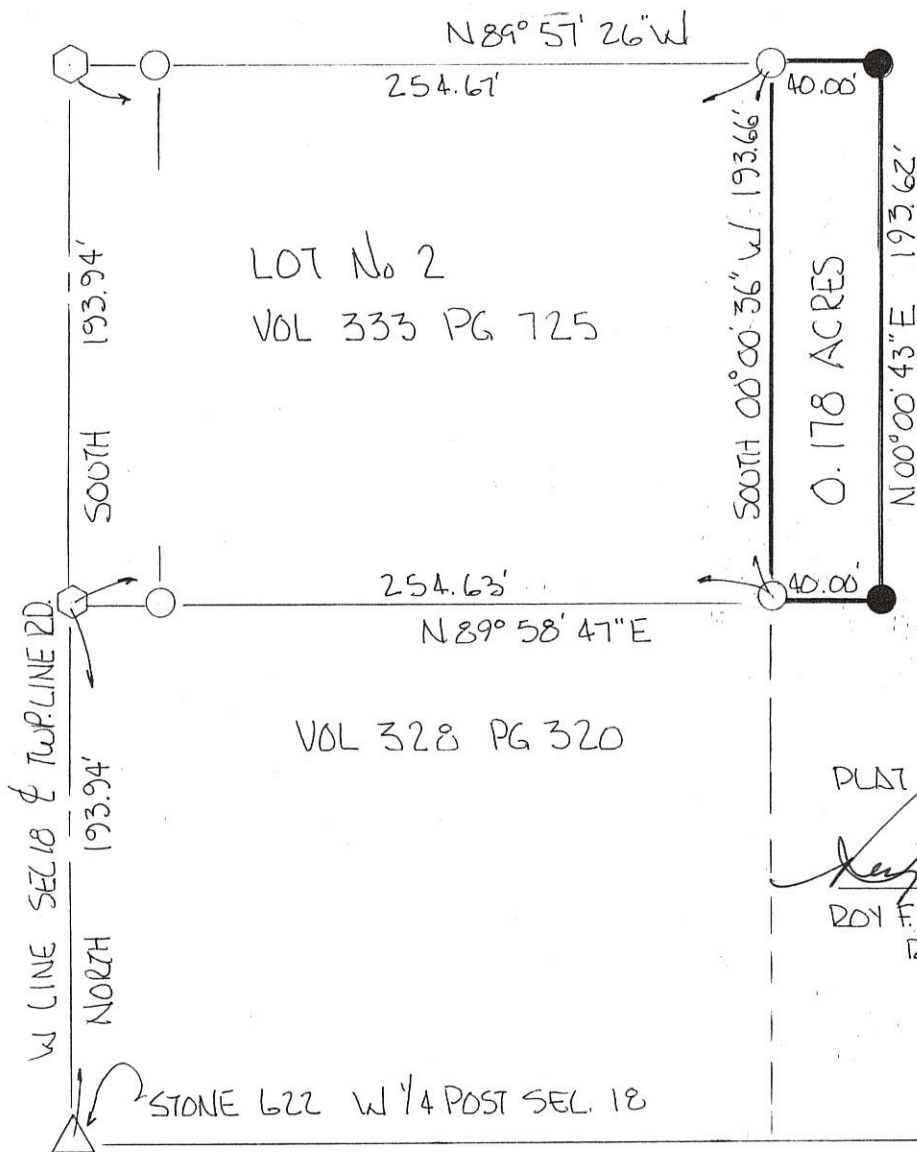 N89° 57' 26" W
254.67'
40.00'
SOUTH 193.94'
LOT No 2
VOL 333 PG 725
SOUTH 00° 00' 36" W 193.66'
0.178 ACRES
N00° 00' 43" E 193.62'
254.63'
40.00'
N89° 58' 47" E
W LINE SEC 18 & TWP. LINE RD.
NORTH 193.94'
VOL 328 PG 320
PLAT
ROY F.
STONE 622 W 1/4 POST SEC. 18